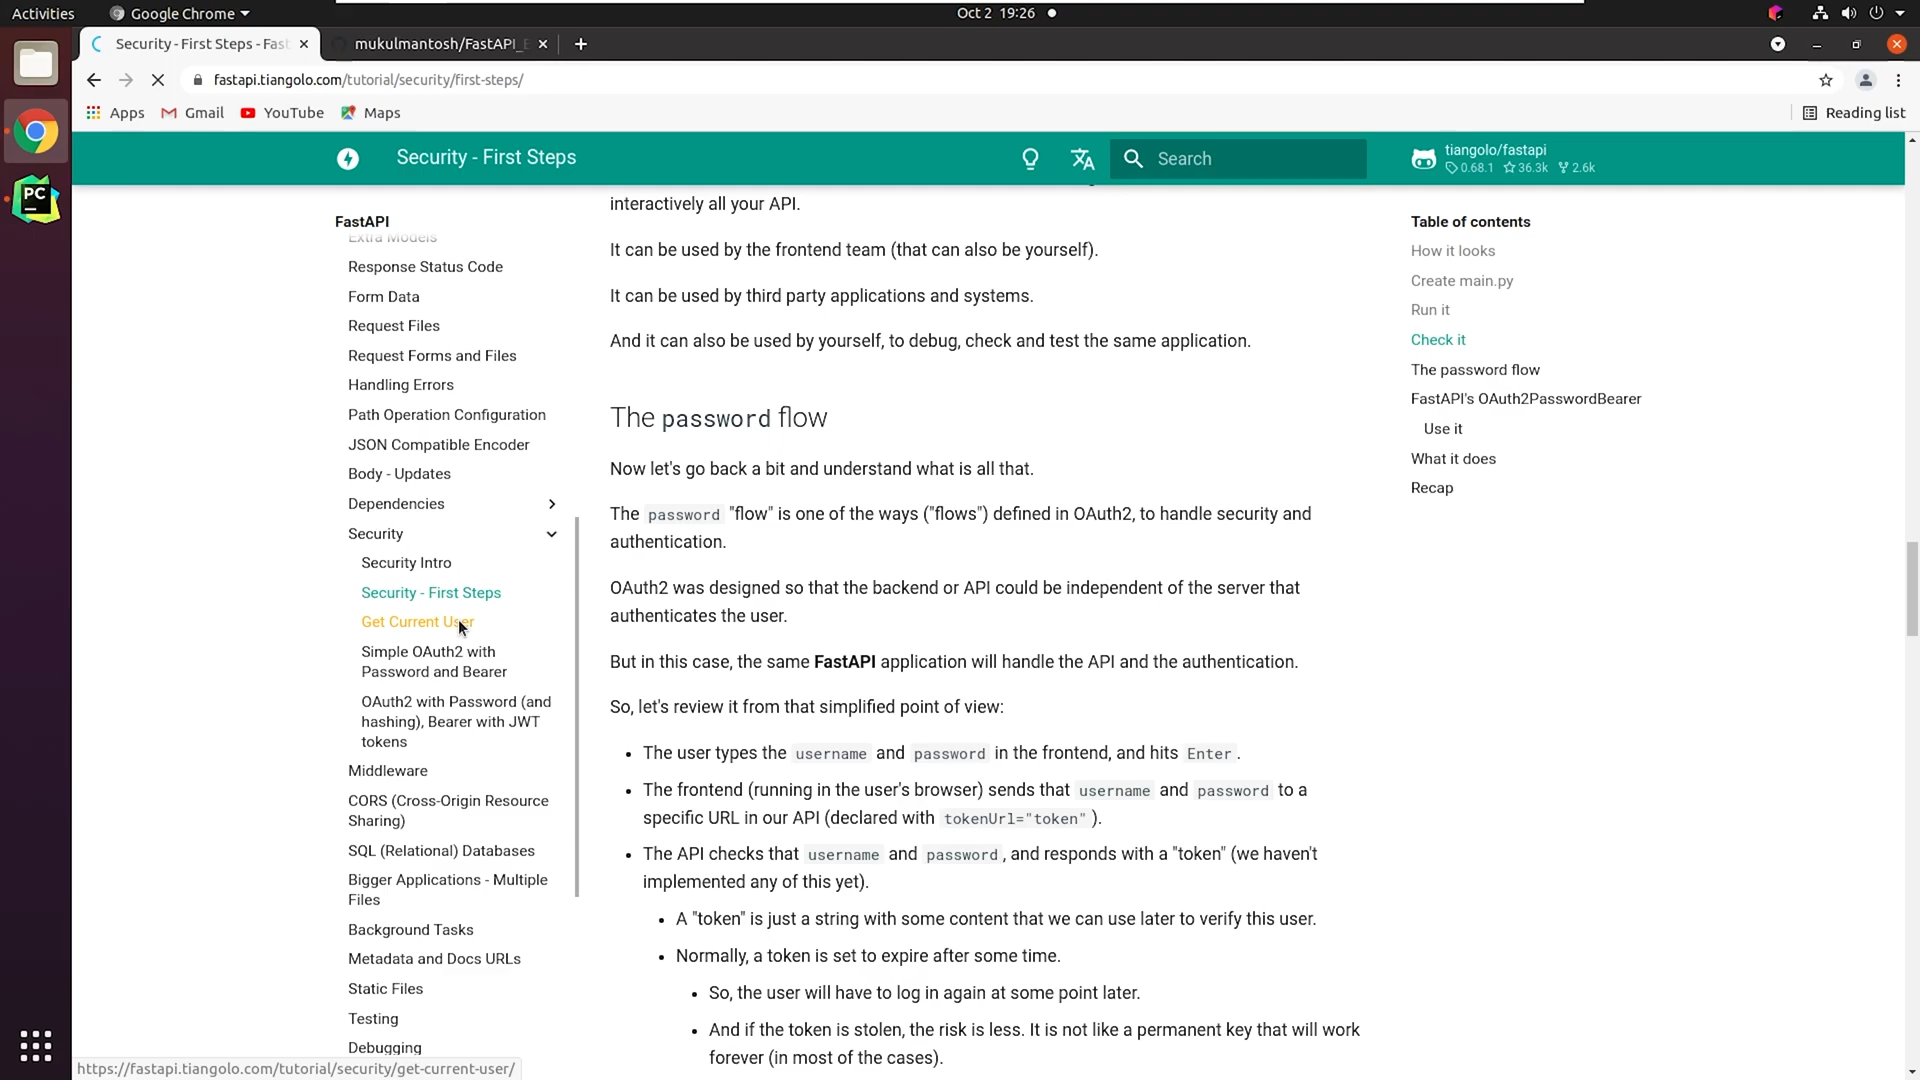 Activities
Google Chrome
Oct 2 19:26
Security - First Steps - Fast
mukulmantosh/FastAPI_E
fastapi.tiangolo.com/tutorial/security/first-steps/
Apps
Gmail
YouTube
Maps
Reading list
PC
Security - First Steps
Search
tiangolo/fastapi
0.68.1 36.3k 2.6k
FastAPI
Extra Models
Response Status Code
Form Data
Request Files
Request Forms and Files
Handling Errors
Path Operation Configuration
JSON Compatible Encoder
Body - Updates
Dependencies
Security
Security Intro
Security - First Steps
Get Current User
Simple OAuth2 with
Password and Bearer
OAuth2 with Password (and
hashing), Bearer with JWT
tokens
Middleware
CORS (Cross-Origin Resource
Sharing)
SQL (Relational) Databases
Bigger Applications - Multiple
Files
Background Tasks
Metadata and Docs URLs
Static Files
Testing
Debugging
interactively all your API.
It can be used by the frontend team (that can also be yourself).
It can be used by third party applications and systems.
And it can also be used by yourself, to debug, check and test the same application.
The password flow
Now let's go back a bit and understand what is all that.
The password "flow" is one of the ways ("flows") defined in OAuth2, to handle security and
authentication.
OAuth2 was designed so that the backend or API could be independent of the server that
authenticates the user.
But in this case, the same FastAPI application will handle the API and the authentication.
So, let's review it from that simplified point of view:
• The user types the username and password in the frontend, and hits Enter.
• The frontend (running in the user's browser) sends that username and password to a
specific URL in our API (declared with tokenUrl="token" ).
• The API checks that username and password, and responds with a "token" (we haven't
implemented any of this yet).
• A "token" is just a string with some content that we can use later to verify this user.
• Normally, a token is set to expire after some time.
• So, the user will have to log in again at some point later.
• And if the token is stolen, the risk is less. It is not like a permanent key that will work
forever (in most of the cases).
Table of contents
How it looks
Create main.py
Run it
Check it
The password flow
FastAPI's OAuth2PasswordBearer
Use it
What it does
Recap
https://fastapi.tiangolo.com/tutorial/security/get-current-user/